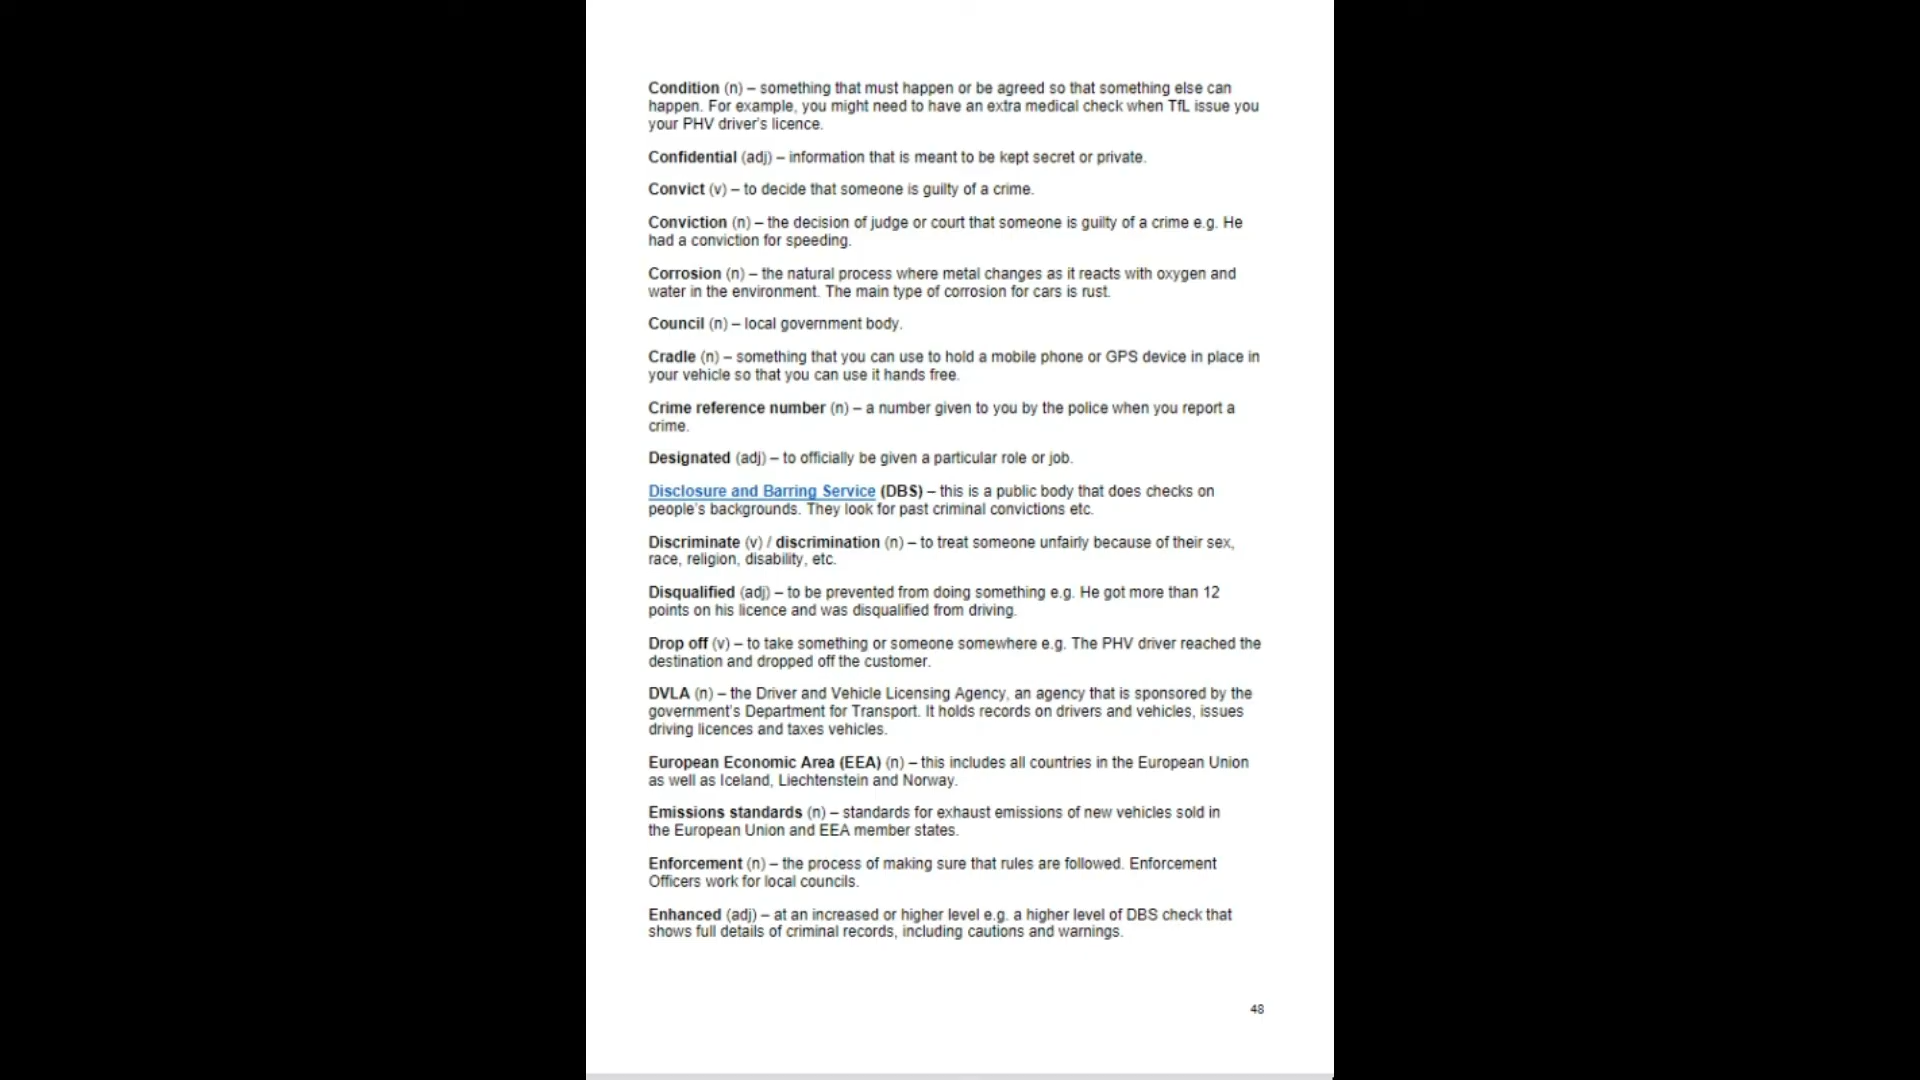 Condition (n) – something that must happen or be agreed so that something else can
happen. For example, you might need to have an extra medical check when TfL issue you
your PHV driver's licence.
Confidential (adj) – information that is meant to be kept secret or private.
Convict (v) – to decide that someone is guilty of a crime.
Conviction (n) – the decision of judge or court that someone is guilty of a crime e.g. He
had a conviction for speeding.
Corrosion (n) – the natural process where metal changes as it reacts with oxygen and
water in the environment. The main type of corrosion for cars is rust.
Council (n) – local government body.
Cradle (n) – something that you can use to hold a mobile phone or GPS device in place in
your vehicle so that you can use it hands free.
Crime reference number (n) – a number given to you by the police when you report a
crime.
Designated (adj) – to officially be given a particular role or job.
Disclosure and Barring Service (DBS) – this is a public body that does checks on
people's backgrounds. They look for past criminal convictions etc.
Discriminate (v) / discrimination (n) – to treat someone unfairly because of their sex,
race, religion, disability, etc.
Disqualified (adj) – to be prevented from doing something e.g. He got more than 12
points on his licence and was disqualified from driving.
Drop off (v) – to take something or someone somewhere e.g. The PHV driver reached the
destination and dropped off the customer.
DVLA (n) – the Driver and Vehicle Licensing Agency, an agency that is sponsored by the
government's Department for Transport. It holds records on drivers and vehicles, issues
driving licences and taxes vehicles.
European Economic Area (EEA) (n) – this includes all countries in the European Union
as well as Iceland, Liechtenstein and Norway.
Emissions standards (n) – standards for exhaust emissions of new vehicles sold in
the European Union and EEA member states.
Enforcement (n) – the process of making sure that rules are followed. Enforcement
Officers work for local councils.
Enhanced (adj) – at an increased or higher level e.g. a higher level of DBS check that
shows full details of criminal records, including cautions and warnings.
48